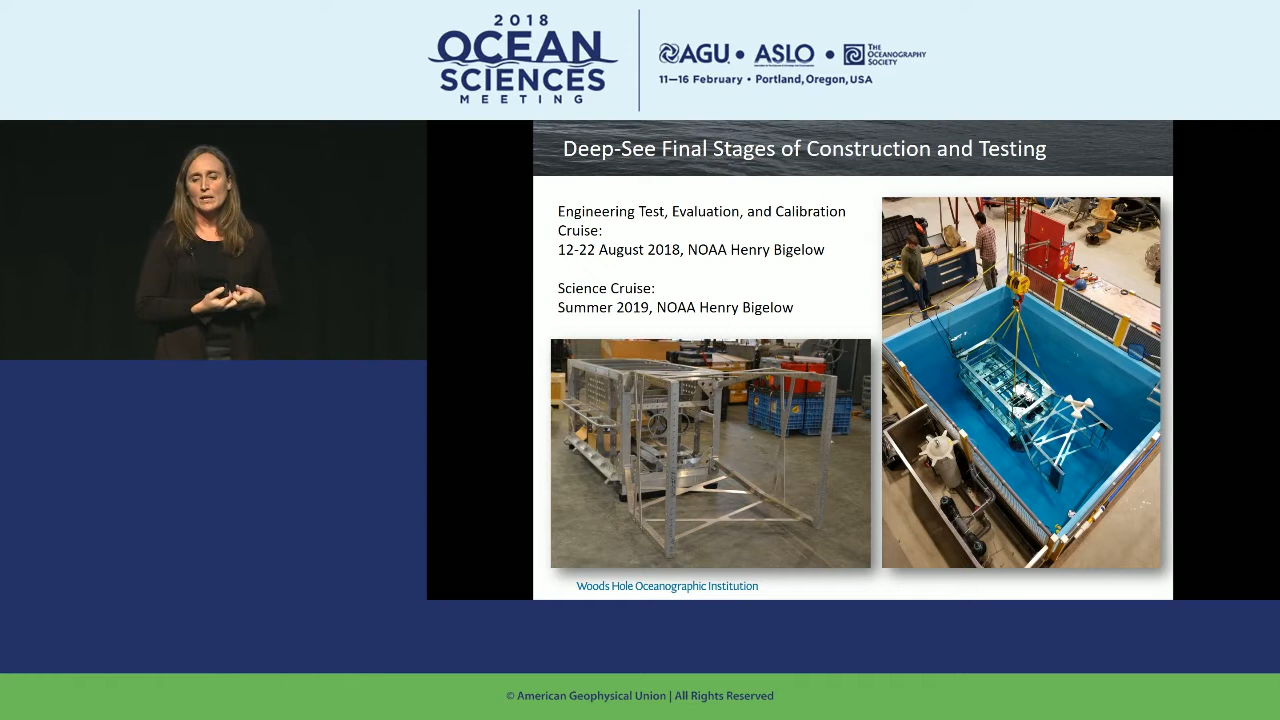 2018
OCEAN
SCIENCES
MEETING
AGU • ASLO • THE OCEANOGRAPHY SOCIETY
11—16 February • Portland, Oregon, USA
Deep-See Final Stages of Construction and Testing
Engineering Test, Evaluation, and Calibration
Cruise:
12-22 August 2018, NOAA Henry Bigelow
Science Cruise:
Summer 2019, NOAA Henry Bigelow
Woods Hole Oceanographic Institution
© American Geophysical Union | All Rights Reserved